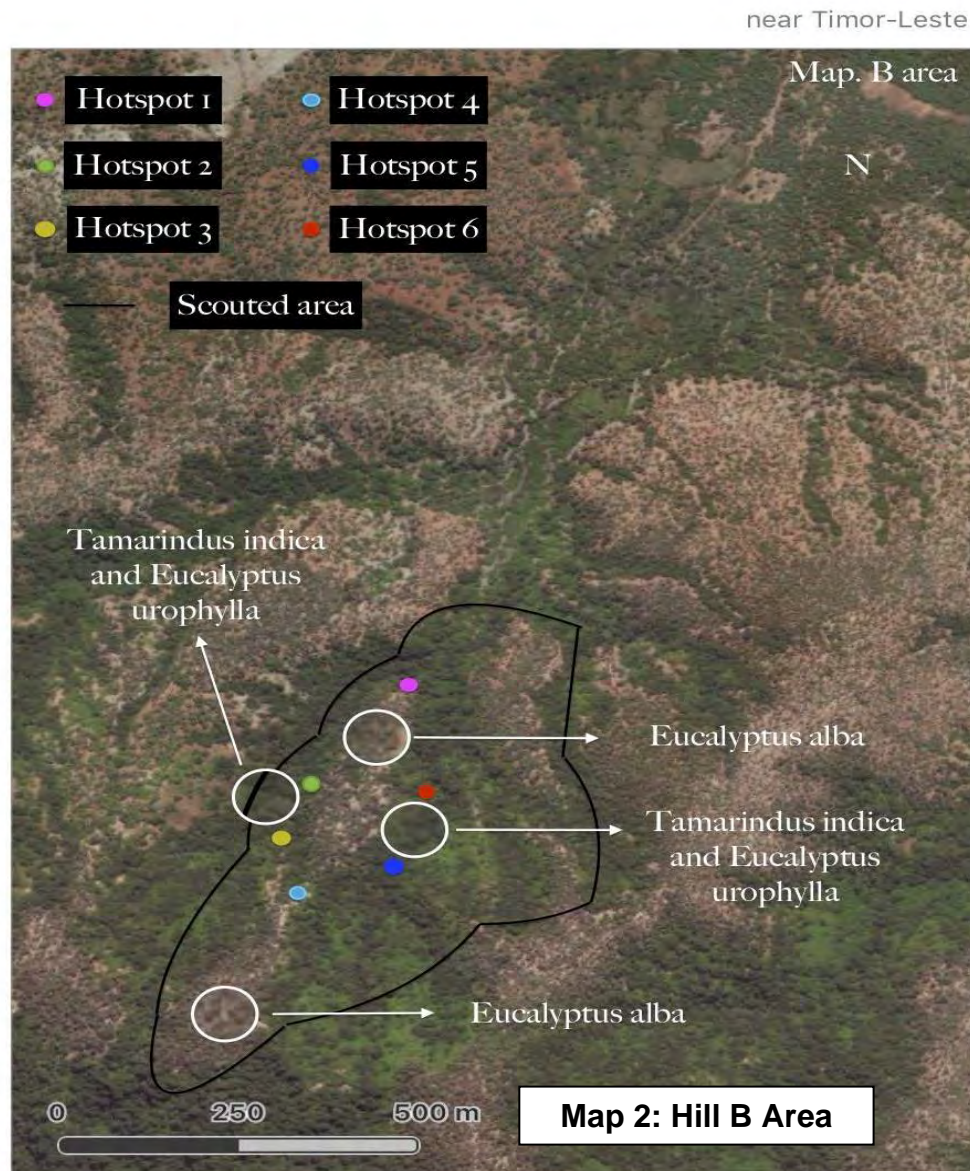 near Timor-Leste
Map. B area
N
Hotspot 1
Hotspot 4
Hotspot 2
Hotspot 5
Hotspot 3
Hotspot 6
Scouted area
Tamarindus indica
and Eucalyptus
urophylla
Eucalyptus alba
Tamarindus indica
and Eucalyptus
urophylla
Eucalyptus alba
Map 2: Hill B Area
0 250 500 m